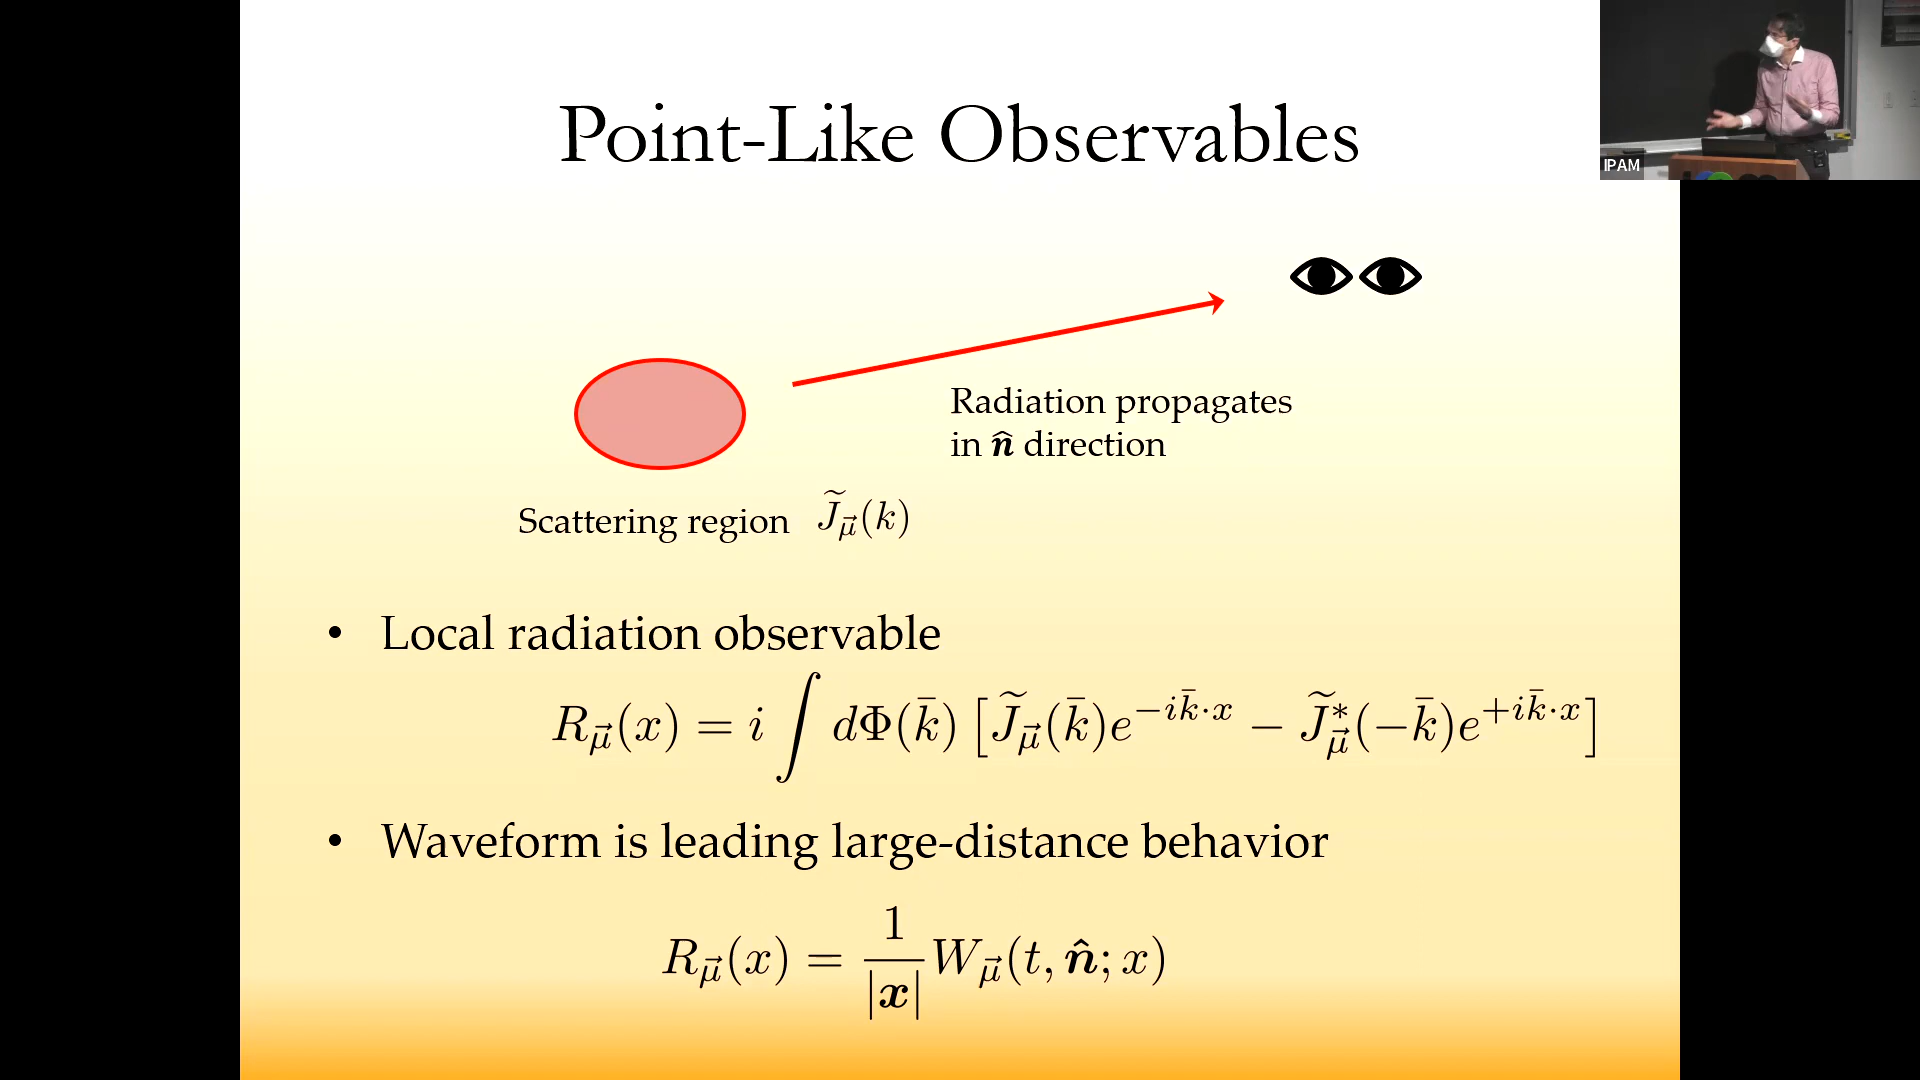 Point-Like Observables
IPAM
Radiation propagates
in n̂ direction
Scattering region J̃_μ⃗(k)
• Local radiation observable
R_μ⃗(x) = i ∫ dΦ(k̄) [J̃_μ⃗(k̄)e^{−ik̄·x} − J̃*_μ⃗(−k̄)e^{+ik̄·x}]
• Waveform is leading large-distance behavior
R_μ⃗(x) = 1/|x| W_μ⃗(t, n̂; x)